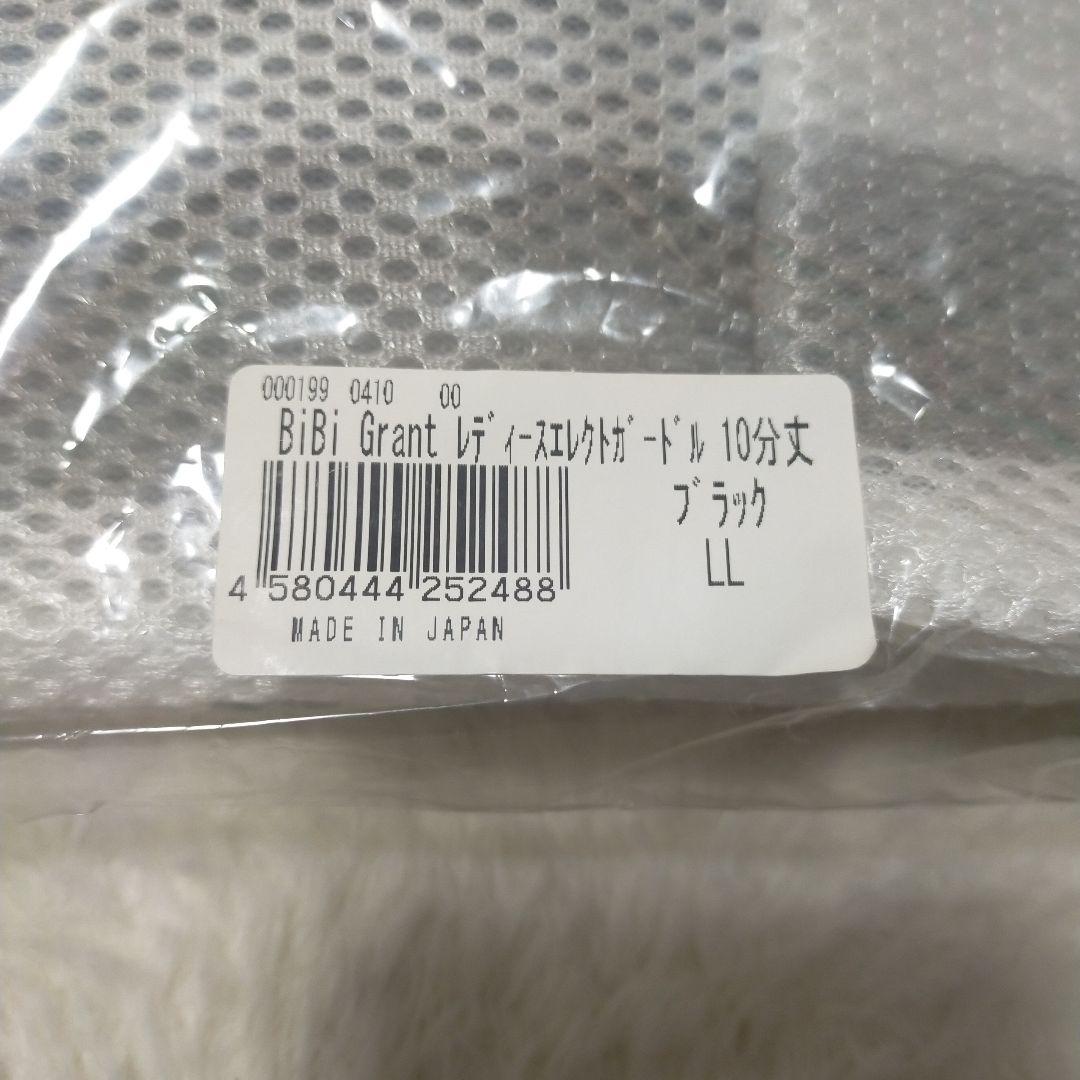 000199 0410 00
BiBi Grant ﾚﾃﾞｨｰｽｴﾚｸﾄｶﾞｰﾄﾞﾙ 10分丈
ﾌﾞﾗｯｸ
LL
4 580444 252488
MADE IN JAPAN